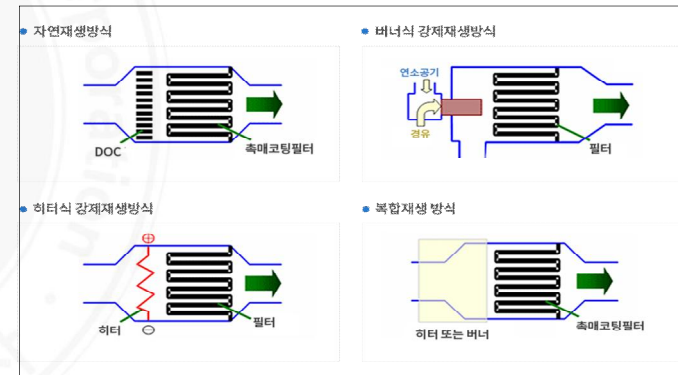 자연재생방식
버너식 강제재생방식
DOC
촉매코팅필터
연소공기
경유
필터
히터식 강제재생방식
복합재생 방식
⊕
히터
⊖
필터
히터 또는 버너
촉매코팅필터